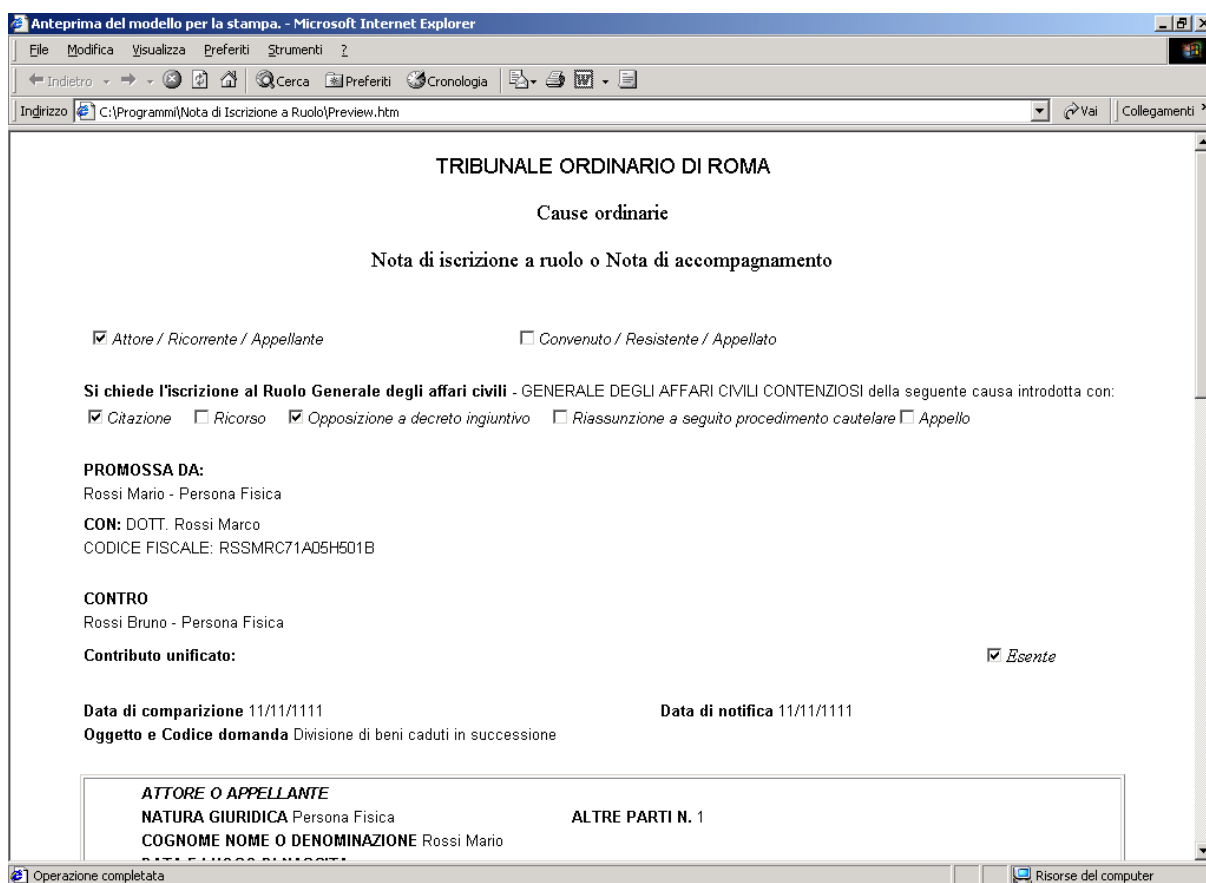 Anteprima del modello per la stampa. - Microsoft Internet Explorer
File Modifica Visualizza Preferiti Strumenti ?
Indietro Cerca Preferiti Cronologia
Indirizzo C:\Programmi\Nota di Iscrizione a Ruolo\Preview.htm Vai Collegamenti »
TRIBUNALE ORDINARIO DI ROMA
Cause ordinarie
Nota di iscrizione a ruolo o Nota di accompagnamento
Attore / Ricorrente / Appellante Convenuto / Resistente / Appellato
Si chiede l'iscrizione al Ruolo Generale degli affari civili - GENERALE DEGLI AFFARI CIVILI CONTENZIOSI della seguente causa introdotta con:
Citazione Ricorso Opposizione a decreto ingiuntivo Riassunzione a seguito procedimento cautelare Appello
PROMOSSA DA:
Rossi Mario - Persona Fisica
CON: DOTT. Rossi Marco
CODICE FISCALE: RSSMRC71A05H501B
CONTRO
Rossi Bruno - Persona Fisica
Contributo unificato: Esente
Data di comparizione 11/11/1111 Data di notifica 11/11/1111
Oggetto e Codice domanda Divisione di beni caduti in successione
ATTORE O APPELLANTE
NATURA GIURIDICA Persona Fisica ALTRE PARTI N. 1
COGNOME NOME O DENOMINAZIONE Rossi Mario
Operazione completata Risorse del computer